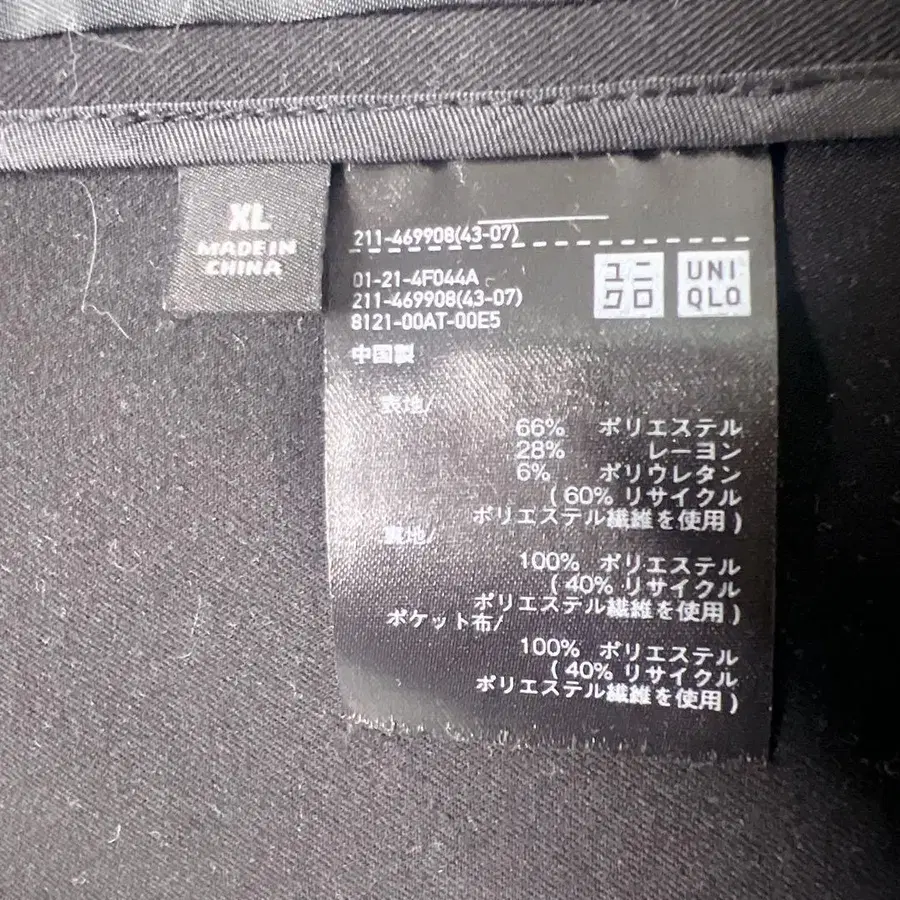 XL
MADE IN
CHINA
211-469908(43-07)
01-21-4F044A
211-469908(43-07)
8121-00AT-00E5
ユニ
クロ
UNI
QLO
中国製
表地/
66% ポリエステル
28% レーヨン
6% ポリウレタン
( 60% リサイクル
ポリエステル繊維を使用 )
裏地/
100% ポリエステル
( 40% リサイクル
ポリエステル繊維を使用 )
ポケット布/
100% ポリエステル
( 40% リサイクル
ポリエステル繊維を使用 )